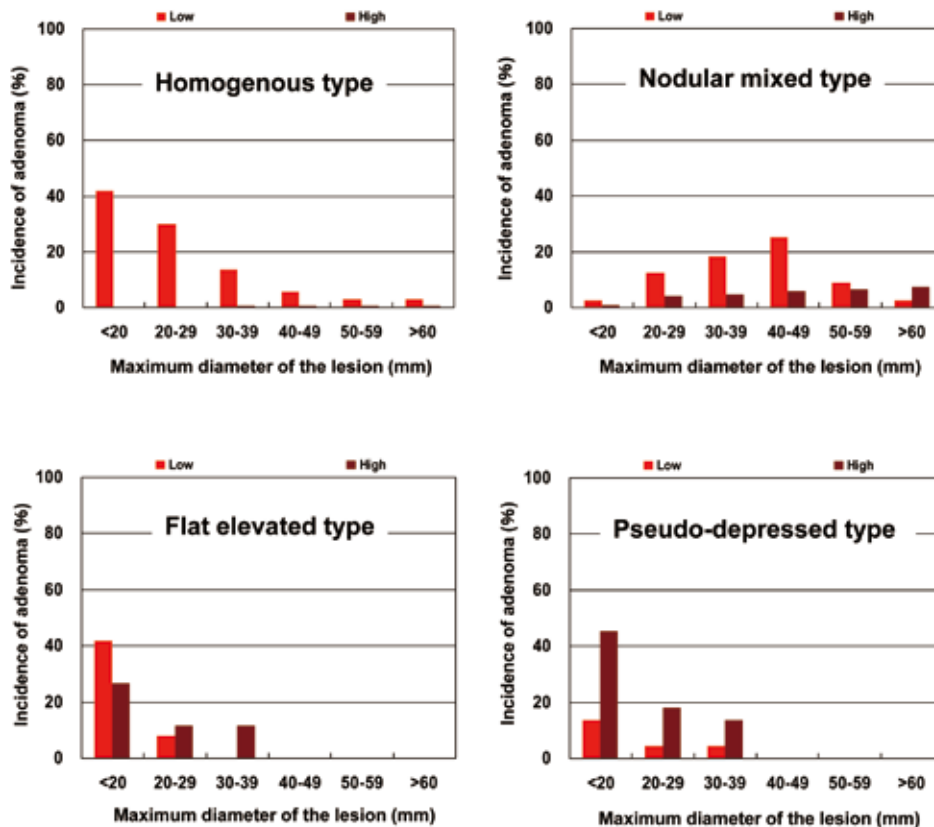 Low High
Incidence of adenoma (%)
100
80
60
40
20
0
Homogenous type
<20 20-29 30-39 40-49 50-59 >60
Maximum diameter of the lesion (mm)
Low High
Incidence of adenoma (%)
100
80
60
40
20
0
Nodular mixed type
<20 20-29 30-39 40-49 50-59 >60
Maximum diameter of the lesion (mm)
Low High
Incidence of adenoma (%)
100
80
60
40
20
0
Flat elevated type
<20 20-29 30-39 40-49 50-59 >60
Maximum diameter of the lesion (mm)
Low High
Incidence of adenoma (%)
100
80
60
40
20
0
Pseudo-depressed type
<20 20-29 30-39 40-49 50-59 >60
Maximum diameter of the lesion (mm)